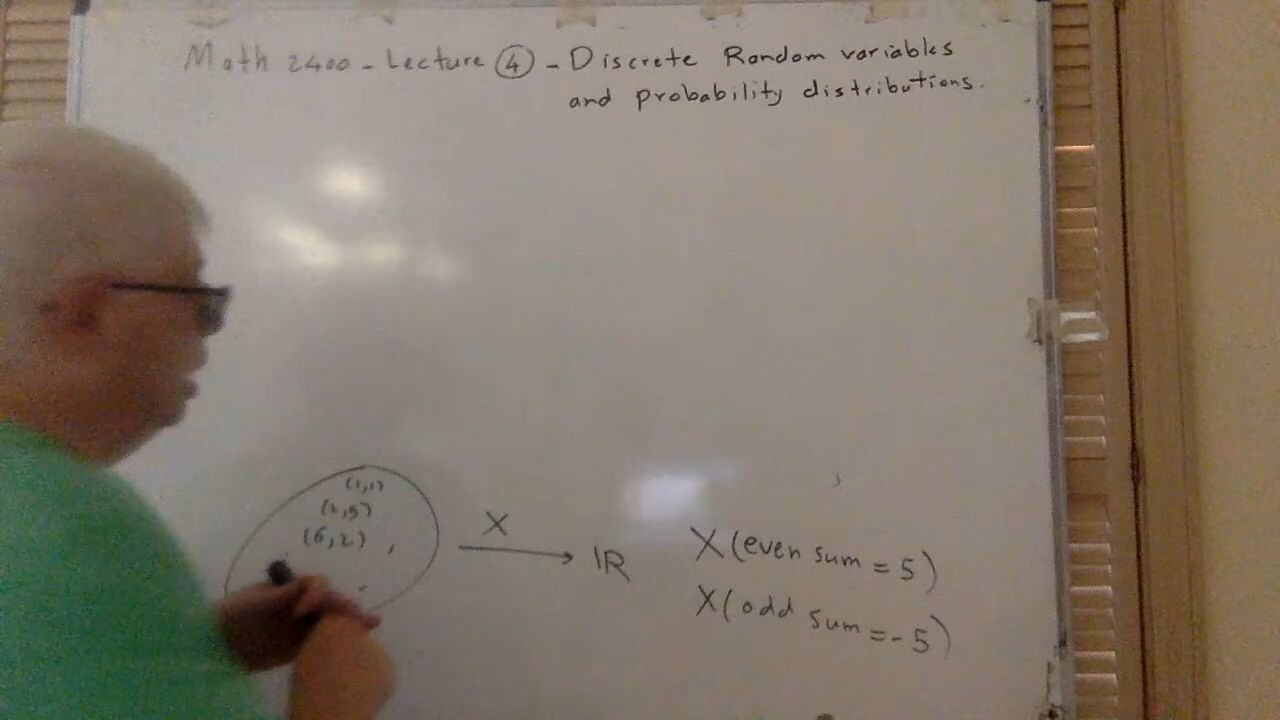 Math 2400 - Lecture ④ - Discrete Random variables
and probability distributions.
(1,1)
(2,5)
(6,2) ,
X
IR
X(even sum = 5)
X(odd sum = -5)